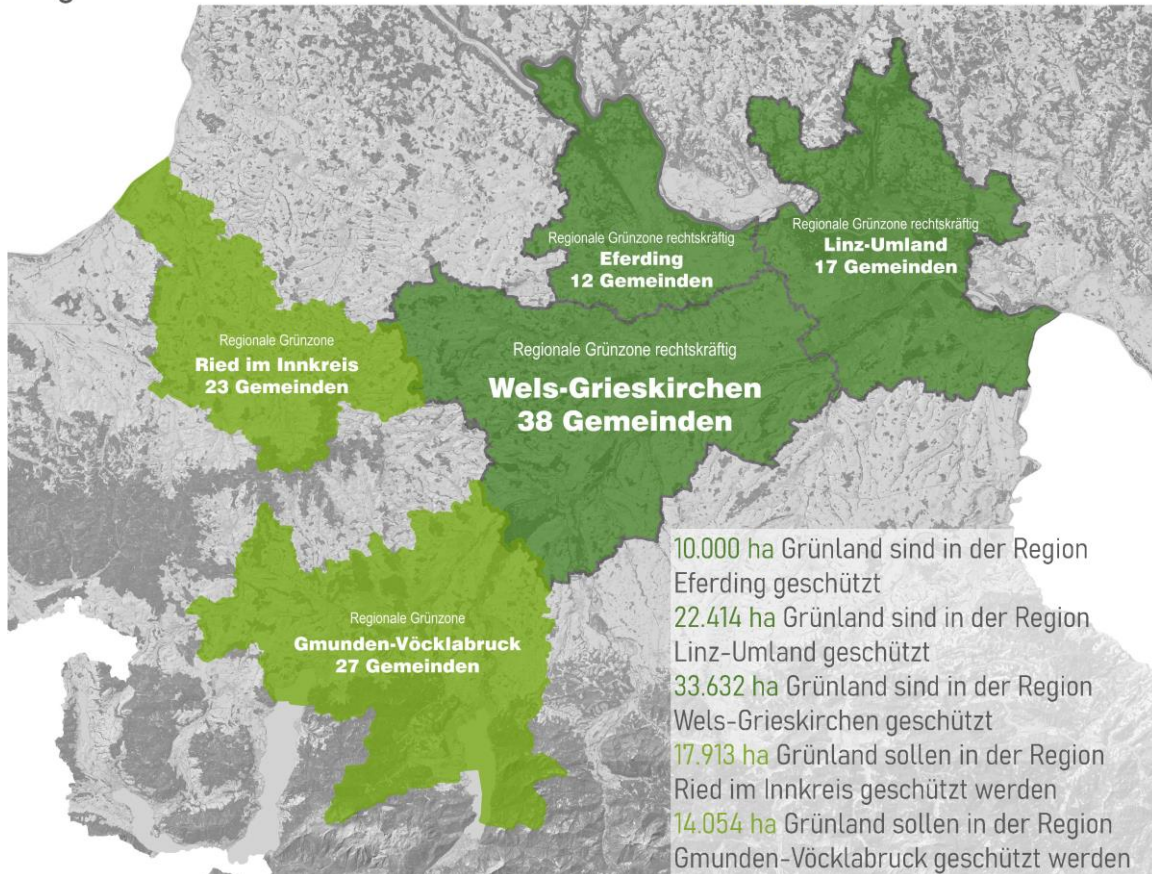 Regionale Grünzone rechtskräftig
Eferding
12 Gemeinden
Regionale Grünzone rechtskräftig
Linz-Umland
17 Gemeinden
Regionale Grünzone
Ried im Innkreis
23 Gemeinden
Regionale Grünzone rechtskräftig
Wels-Grieskirchen
38 Gemeinden
Regionale Grünzone
Gmunden-Vöcklabruck
27 Gemeinden
10.000 ha Grünland sind in der Region
Eferding geschützt
22.414 ha Grünland sind in der Region
Linz-Umland geschützt
33.632 ha Grünland sind in der Region
Wels-Grieskirchen geschützt
17.913 ha Grünland sollen in der Region
Ried im Innkreis geschützt werden
14.054 ha Grünland sollen in der Region
Gmunden-Vöcklabruck geschützt werden